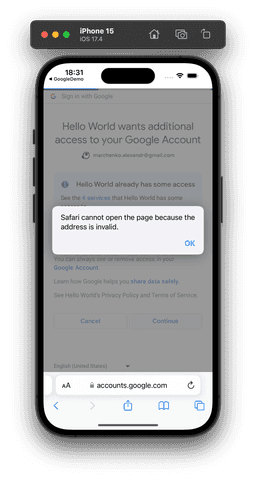 iPhone 15
iOS 17.4
18:31
GoogleDemo
Sign in with Google
Hello World wants additional
access to your Google Account
marchenko.alexandr@gmail.com
Hello World already has some access
See the 4 services that Hello World has some
Safari cannot open the page because the
address is invalid.
OK
You can always see or remove access in your
Google Account.
Learn how Google helps you share data safely.
See Hello World's Privacy Policy and Terms of Service.
Cancel
Continue
English (United States)
AA
accounts.google.com